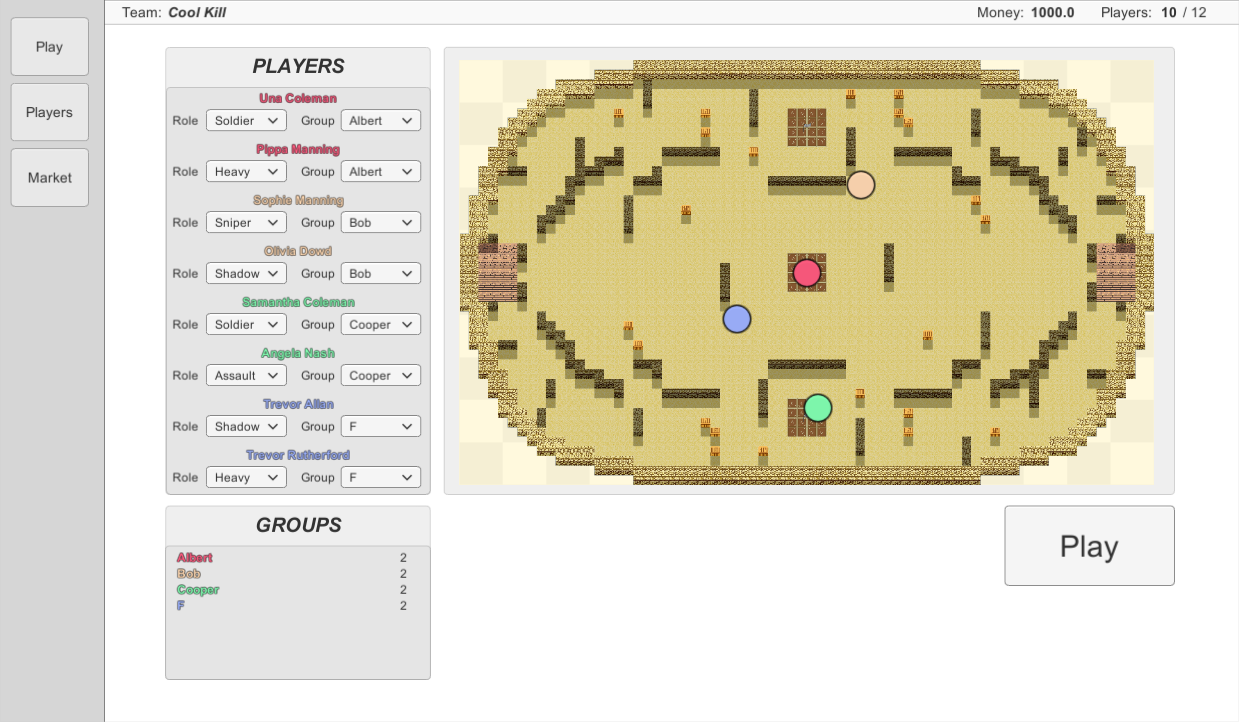 Team: Cool Kill Money: 1000.0 Players: 10 / 12
Play
Players
Market
PLAYERS
Una Coleman
Role Soldier Group Albert
Pippa Manning
Role Heavy Group Albert
Sophie Manning
Role Sniper Group Bob
Olivia Dowd
Role Shadow Group Bob
Samantha Coleman
Role Soldier Group Cooper
Angela Nash
Role Assault Group Cooper
Trevor Allan
Role Shadow Group F
Trevor Rutherford
Role Heavy Group F
GROUPS
Albert 2
Bob 2
Cooper 2
F 2
Play